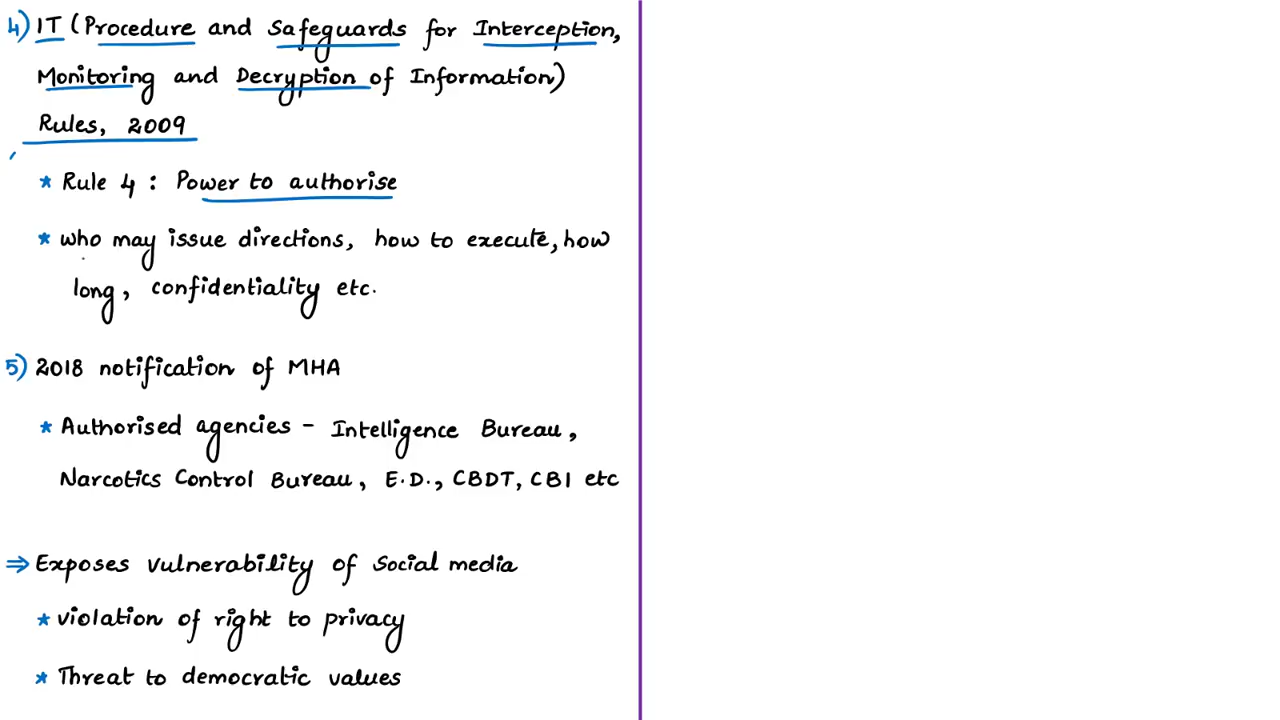 4) IT (Procedure and Safeguards for Interception,
Monitoring and Decryption of Information)
Rules, 2009
* Rule 4 : Power to authorise
* who may issue directions, how to execute, how
long, confidentiality etc.
5) 2018 notification of MHA
* Authorised agencies - Intelligence Bureau,
Narcotics Control Bureau, E.D., CBDT, CBI etc
⇒ Exposes vulnerability of social media
* violation of right to privacy
* Threat to democratic values